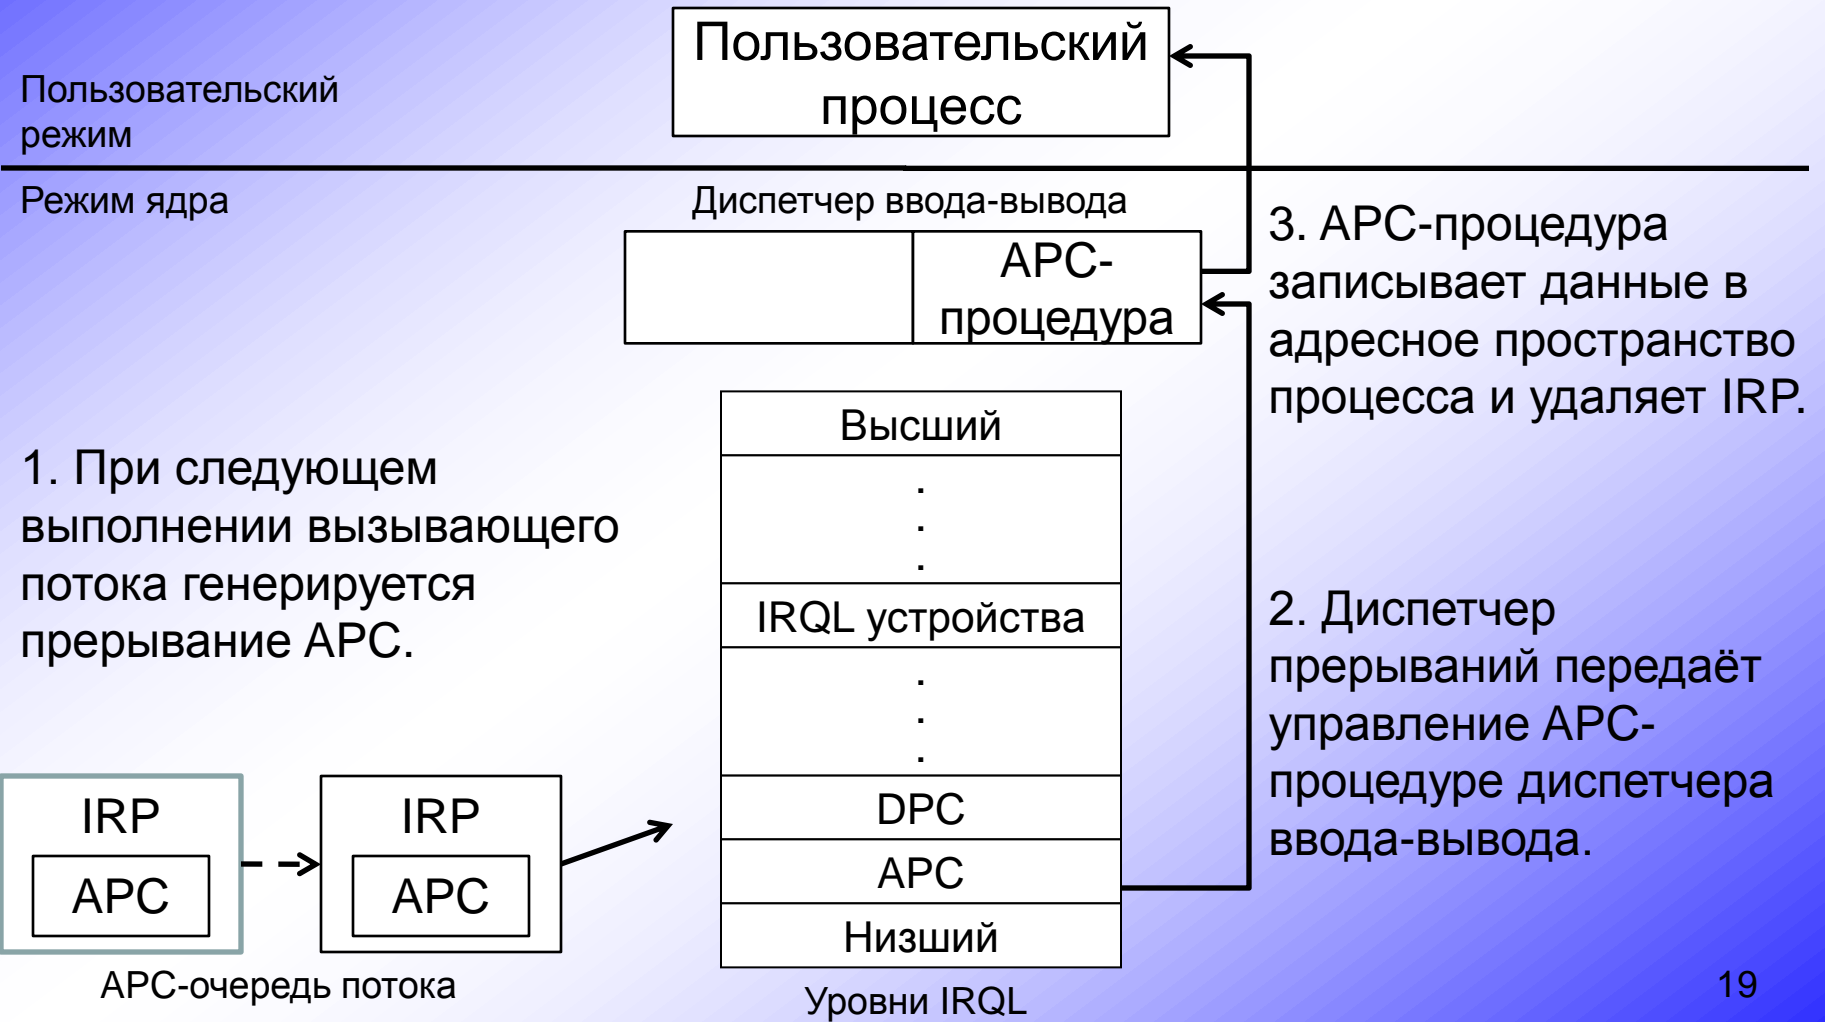 Пользовательский
процесс
Пользовательский
режим
Режим ядра
Диспетчер ввода-вывода
APC-
процедура
3. APC-процедура
записывает данные в
адресное пространство
процесса и удаляет IRP.
1. При следующем
выполнении вызывающего
потока генерируется
прерывание APC.
Высший
.
.
.
IRQL устройства
.
.
.
DPC
APC
Низший
Уровни IRQL
2. Диспетчер
прерываний передаёт
управление APC-
процедуре диспетчера
ввода-вывода.
IRP
APC
IRP
APC
APC-очередь потока
19